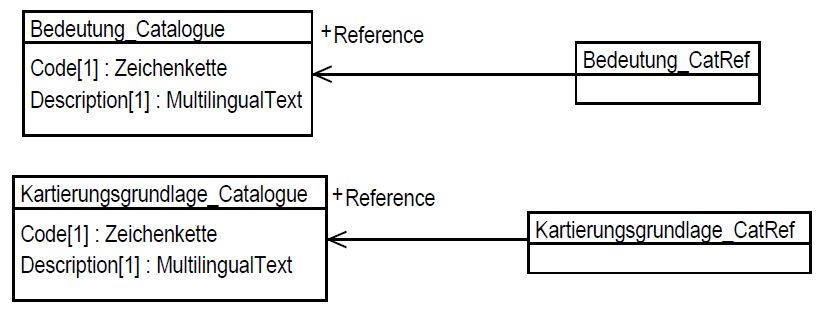 Bedeutung_Catalogue
+Reference
Code[1] : Zeichenkette
Description[1] : MultilingualText
Bedeutung_CatRef
Kartierungsgrundlage_Catalogue
+Reference
Code[1] : Zeichenkette
Description[1] : MultilingualText
Kartierungsgrundlage_CatRef